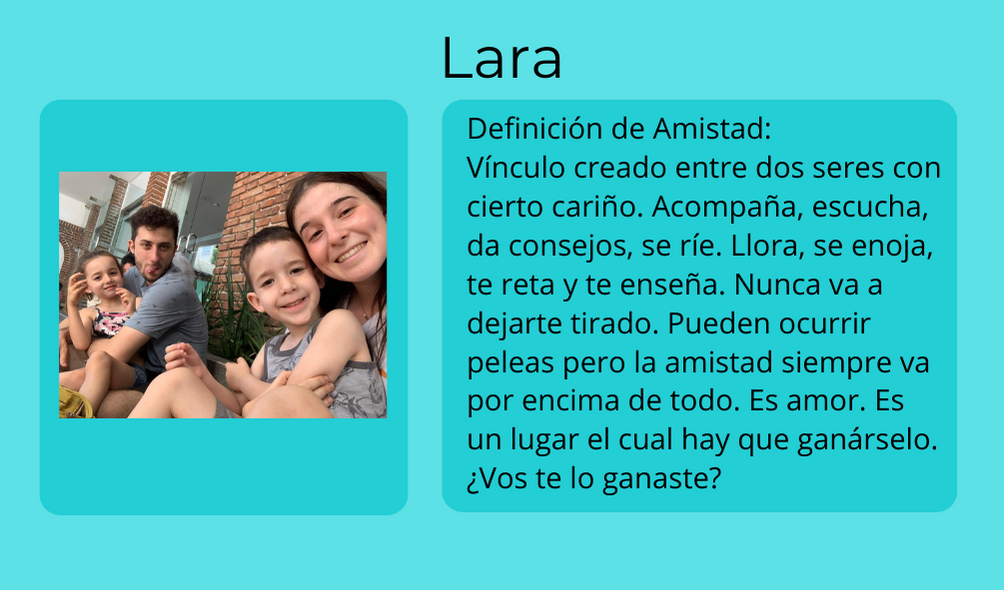 Lara
Definición de Amistad:
Vínculo creado entre dos seres con
cierto cariño. Acompaña, escucha,
da consejos, se ríe. Llora, se enoja,
te reta y te enseña. Nunca va a
dejarte tirado. Pueden ocurrir
peleas pero la amistad siempre va
por encima de todo. Es amor. Es
un lugar el cual hay que ganárselo.
¿Vos te lo ganaste?